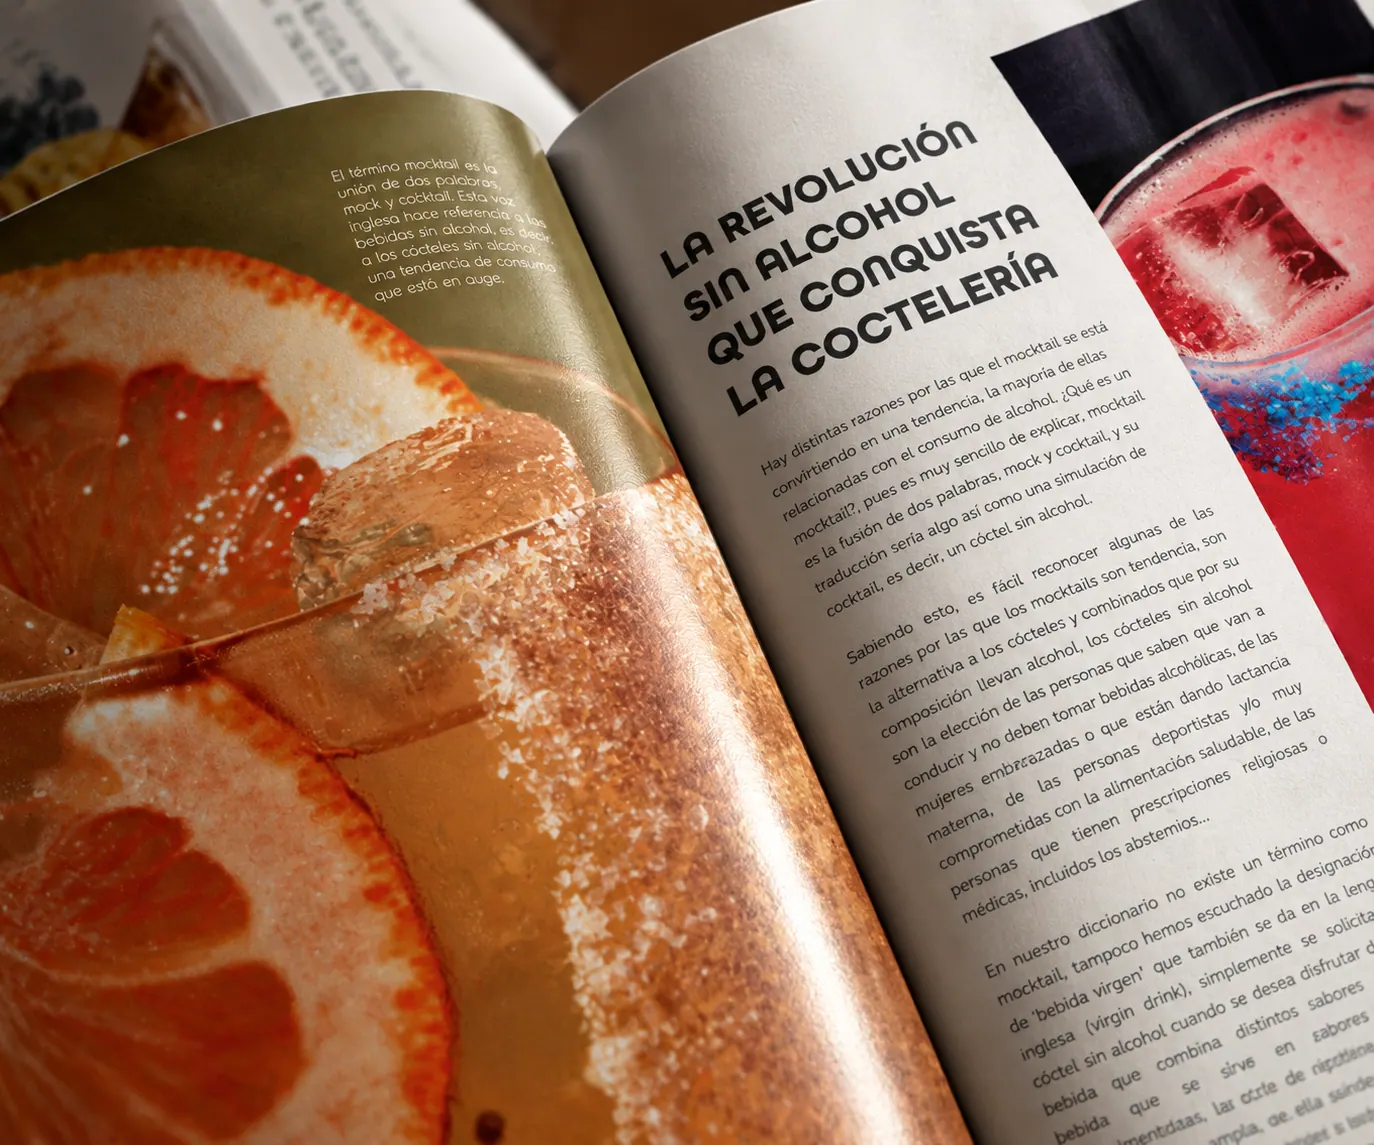 El término mocktail es la
unión de dos palabras,
mock y cocktail. Esta voz
inglesa hace referencia a las
bebidas sin alcohol, es decir,
a los cócteles sin alcohol,
una tendencia de consumo
que está en auge.
LA REVOLUCIÓN
SIN ALCOHOL
QUE CONQUISTA
LA COCTELERÍA
Hay distintas razones por las que el mocktail se está
convirtiendo en una tendencia, la mayoría de ellas
relacionadas con el consumo de alcohol. ¿Qué es un
mocktail?, pues es muy sencillo de explicar, mocktail
es la fusión de dos palabras, mock y cocktail, y su
traducción sería algo así como una simulación de
cocktail, es decir, un cóctel sin alcohol.
Sabiendo esto, es fácil reconocer algunas de las
razones por las que los mocktails son tendencia, son
la alternativa a los cócteles y combinados que por su
composición llevan alcohol, los cócteles sin alcohol
son la elección de las personas que saben que van a
conducir y no deben tomar bebidas alcohólicas, de las
mujeres embarazadas o que están dando lactancia
materna, de las personas deportistas y/o muy
comprometidas con la alimentación saludable, de las
personas que tienen prescripciones religiosas o
médicas, incluidos los abstemios...
En nuestro diccionario no existe un término como
mocktail, tampoco hemos escuchado la designación
de 'bebida virgen' que también se da en la
inglesa (virgin drink), simplemente se solicita
cóctel sin alcohol cuando se desea disfrutar
bebida que combina distintos sabores
bebida que se sirve en sabores
de
de ella